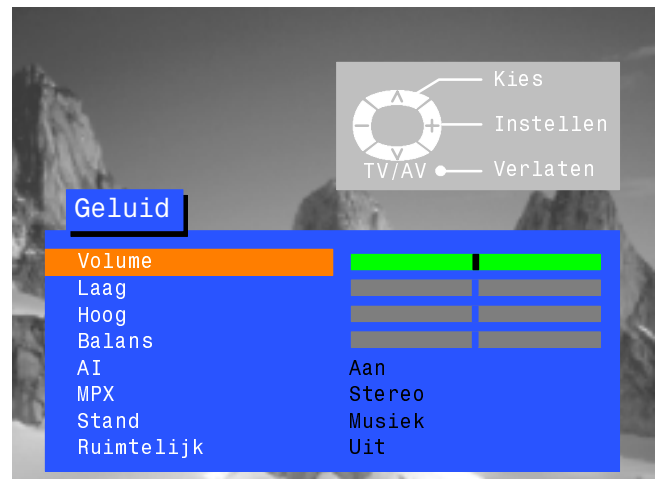 Kies
Instellen
TV/AV Verlaten
Geluid
Volume
Laag
Hoog
Balans
AI Aan
MPX Stereo
Stand Musiek
Ruimtelijk Uit